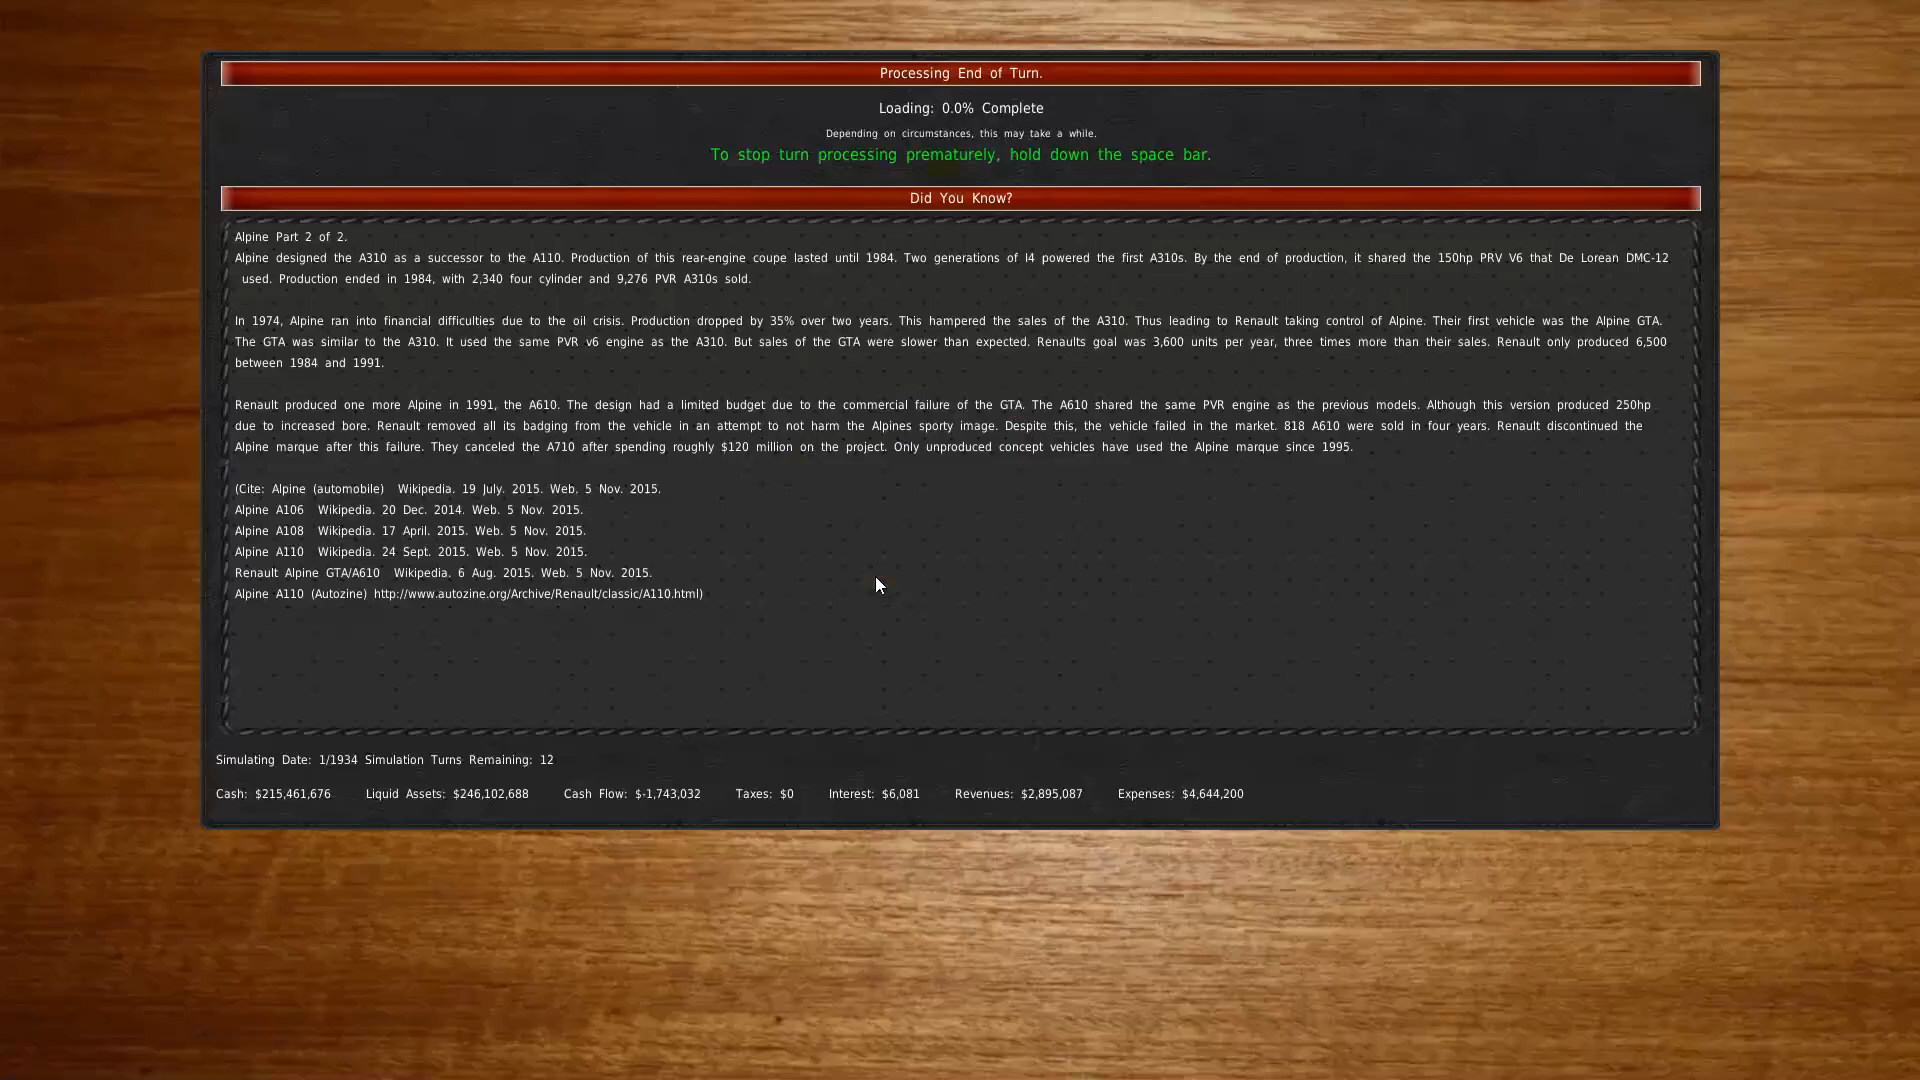 Processing End of Turn.
Loading: 0.0% Complete
Depending on circumstances, this may take a while.
To stop turn processing prematurely, hold down the space bar.
Did You Know?
Alpine Part 2 of 2.
Alpine designed the A310 as a successor to the A110. Production of this rear-engine coupe lasted until 1984. Two generations of I4 powered the first A310s. By the end of production, it shared the 150hp PRV V6 that De Lorean DMC-12
used. Production ended in 1984, with 2,340 four cylinder and 9,276 PVR A310s sold.
In 1974, Alpine ran into financial difficulties due to the oil crisis. Production dropped by 35% over two years. This hampered the sales of the A310. Thus leading to Renault taking control of Alpine. Their first vehicle was the Alpine GTA.
The GTA was similar to the A310. It used the same PVR v6 engine as the A310. But sales of the GTA were slower than expected. Renaults goal was 3,600 units per year, three times more than their sales. Renault only produced 6,500
between 1984 and 1991.
Renault produced one more Alpine in 1991, the A610. The design had a limited budget due to the commercial failure of the GTA. The A610 shared the same PVR engine as the previous models. Although this version produced 250hp
due to increased bore. Renault removed all its badging from the vehicle in an attempt to not harm the Alpines sporty image. Despite this, the vehicle failed in the market. 818 A610 were sold in four years. Renault discontinued the
Alpine marque after this failure. They canceled the A710 after spending roughly $120 million on the project. Only unproduced concept vehicles have used the Alpine marque since 1995.
(Cite: Alpine (automobile) Wikipedia. 19 July. 2015. Web. 5 Nov. 2015.
Alpine A106 Wikipedia. 20 Dec. 2014. Web. 5 Nov. 2015.
Alpine A108 Wikipedia. 17 April. 2015. Web. 5 Nov. 2015.
Alpine A110 Wikipedia. 24 Sept. 2015. Web. 5 Nov. 2015.
Renault Alpine GTA/A610 Wikipedia. 6 Aug. 2015. Web. 5 Nov. 2015.
Alpine A110 (Autozine) http://www.autozine.org/Archive/Renault/classic/A110.html)
Simulating Date: 1/1934 Simulation Turns Remaining: 12
Cash: $215,461,676 Liquid Assets: $246,102,688 Cash Flow: $-1,743,032 Taxes: $0 Interest: $6,081 Revenues: $2,895,087 Expenses: $4,644,200